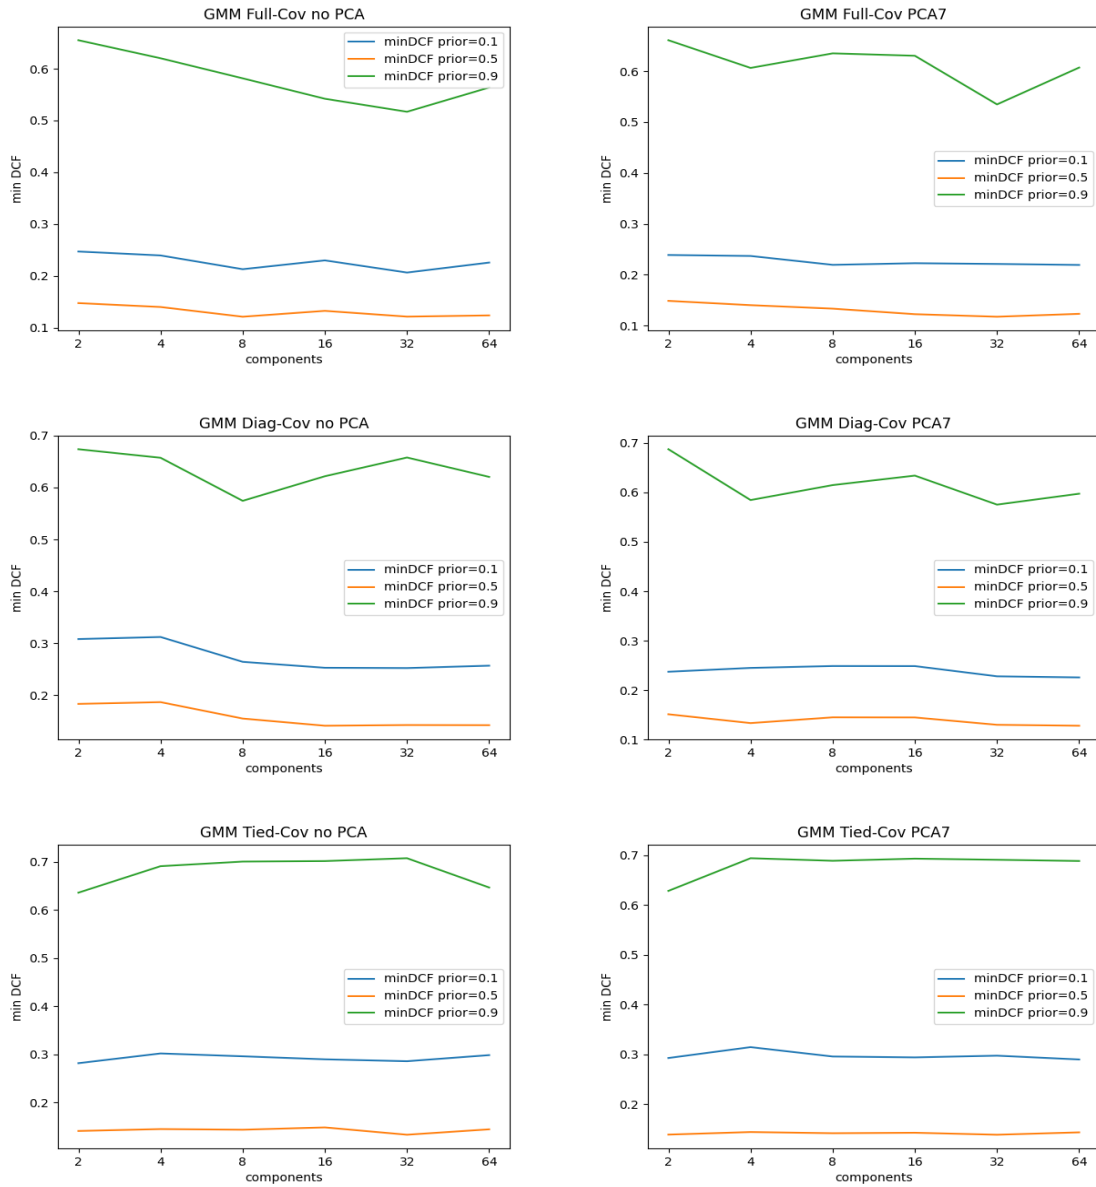 GMM Full-Cov no PCA
min DCF
0.6
0.5
0.4
0.3
0.2
0.1
minDCF prior=0.1
minDCF prior=0.5
minDCF prior=0.9
2 4 8 16 32 64
components
GMM Full-Cov PCA7
min DCF
0.6
0.5
0.4
0.3
0.2
0.1
minDCF prior=0.1
minDCF prior=0.5
minDCF prior=0.9
2 4 8 16 32 64
components
GMM Diag-Cov no PCA
min DCF
0.7
0.6
0.5
0.4
0.3
0.2
minDCF prior=0.1
minDCF prior=0.5
minDCF prior=0.9
2 4 8 16 32 64
components
GMM Diag-Cov PCA7
min DCF
0.7
0.6
0.5
0.4
0.3
0.2
0.1
minDCF prior=0.1
minDCF prior=0.5
minDCF prior=0.9
2 4 8 16 32 64
components
GMM Tied-Cov no PCA
min DCF
0.7
0.6
0.5
0.4
0.3
0.2
minDCF prior=0.1
minDCF prior=0.5
minDCF prior=0.9
2 4 8 16 32 64
components
GMM Tied-Cov PCA7
min DCF
0.7
0.6
0.5
0.4
0.3
0.2
minDCF prior=0.1
minDCF prior=0.5
minDCF prior=0.9
2 4 8 16 32 64
components